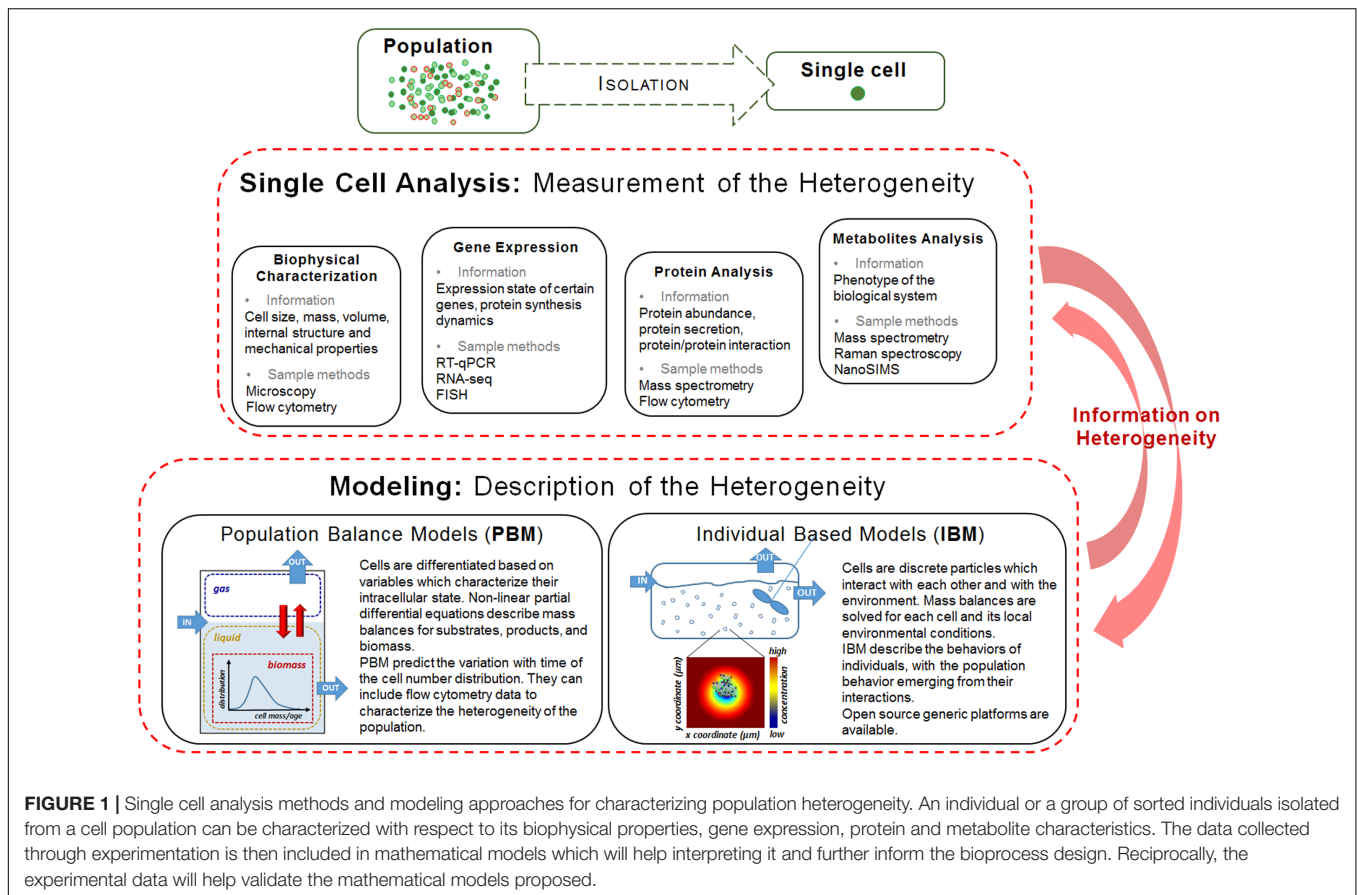 Population
ISOLATION
Single cell
Single Cell Analysis: Measurement of the Heterogeneity
Biophysical
Characterization
• Information
Cell size, mass, volume,
internal structure and
mechanical properties
• Sample methods
Microscopy
Flow cytometry
Gene Expression
• Information
Expression state of certain
genes, protein synthesis
dynamics
• Sample methods
RT-qPCR
RNA-seq
FISH
Protein Analysis
• Information
Protein abundance,
protein secretion,
protein/protein interaction
• Sample methods
Mass spectrometry
Flow cytometry
Metabolites Analysis
• Information
Phenotype of the
biological system
• Sample methods
Mass spectrometry
Raman spectroscopy
NanoSIMS
Information on
Heterogeneity
Modeling: Description of the Heterogeneity
Population Balance Models (PBM)
OUT
gas
IN
liquid
biomass
distribution
cell mass/age
OUT
Cells are differentiated based on
variables which characterize their
intracellular state. Non-linear partial
differential equations describe mass
balances for substrates, products, and
biomass.
PBM predict the variation with time of
the cell number distribution. They can
include flow cytometry data to
characterize the heterogeneity of the
population.
Individual Based Models (IBM)
OUT
IN
OUT
high
y coordinate (µm)
concentration
x coordinate (µm)
low
Cells are discrete particles which
interact with each other and with the
environment. Mass balances are
solved for each cell and its local
environmental conditions.
IBM describe the behaviors of
individuals, with the population
behavior emerging from their
interactions.
Open source generic platforms are
available.
FIGURE 1 | Single cell analysis methods and modeling approaches for characterizing population heterogeneity. An individual or a group of sorted individuals isolated
from a cell population can be characterized with respect to its biophysical properties, gene expression, protein and metabolite characteristics. The data collected
through experimentation is then included in mathematical models which will help interpreting it and further inform the bioprocess design. Reciprocally, the
experimental data will help validate the mathematical models proposed.